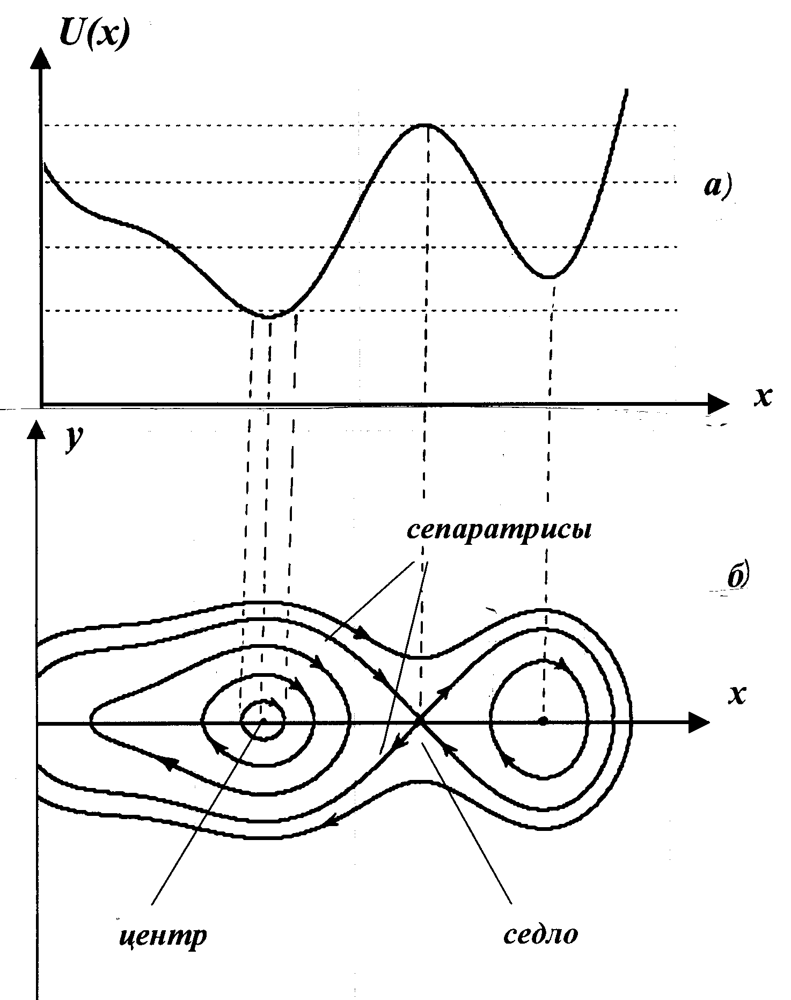 U(x)
а)
x
y
сепаратрисы
б)
x
центр
седло